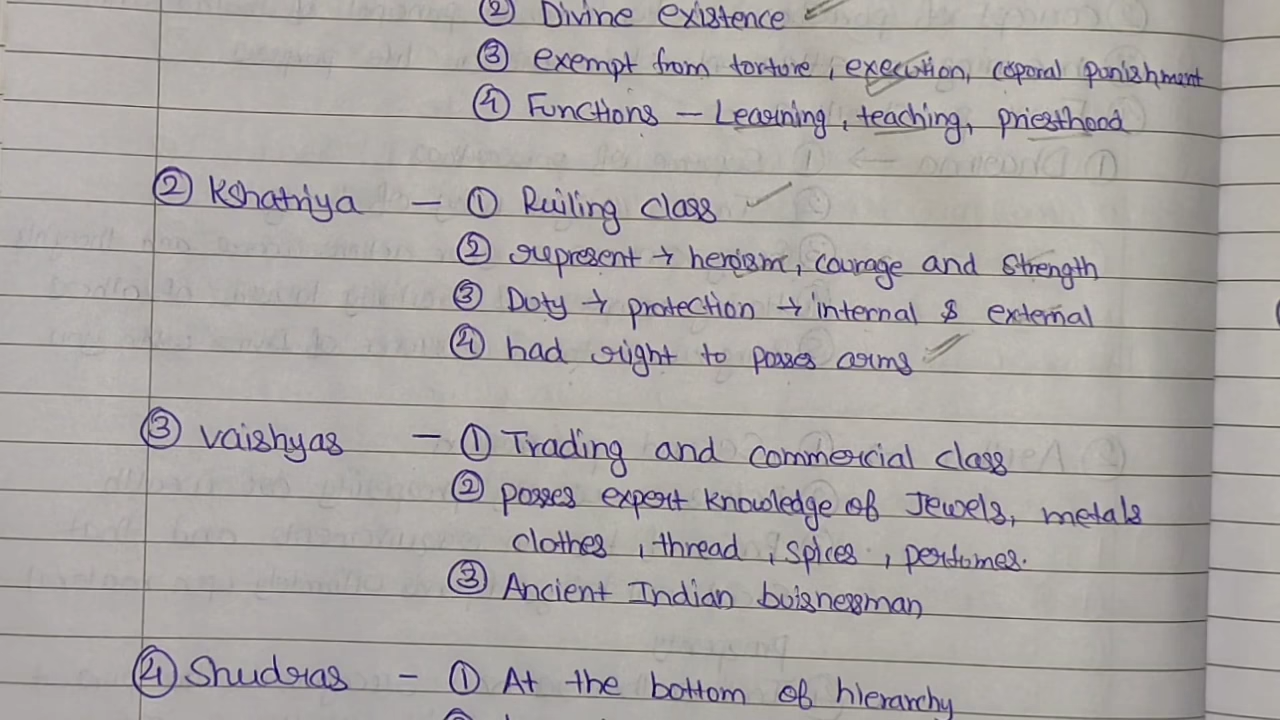 ② Divine existence
③ exempt from torture, execution, coporal punishment
④ Functions - Learning, teaching, priesthood
② Kshatriya - ① Ruiling class
② represent → heroism, courage and strength
③ Duty → protection → internal & external
④ had right to posses arms
③ Vaishyas - ① Trading and commercial class
② posses expert knowledge of Jewels, metals
clothes, thread, spices, perfumes.
③ Ancient Indian buisnessman
④ Shudras - ① At the bottom of hierarchy